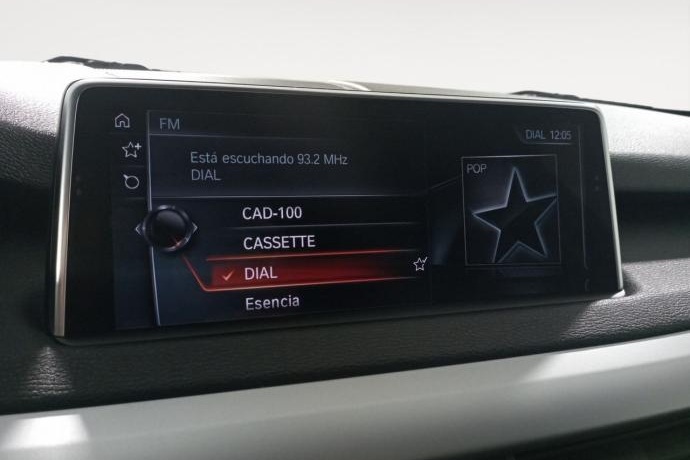 FM
DIAL 12:05
Está escuchando 93.2 MHz
DIAL
POP
CAD-100
CASSETTE
DIAL
Esencia